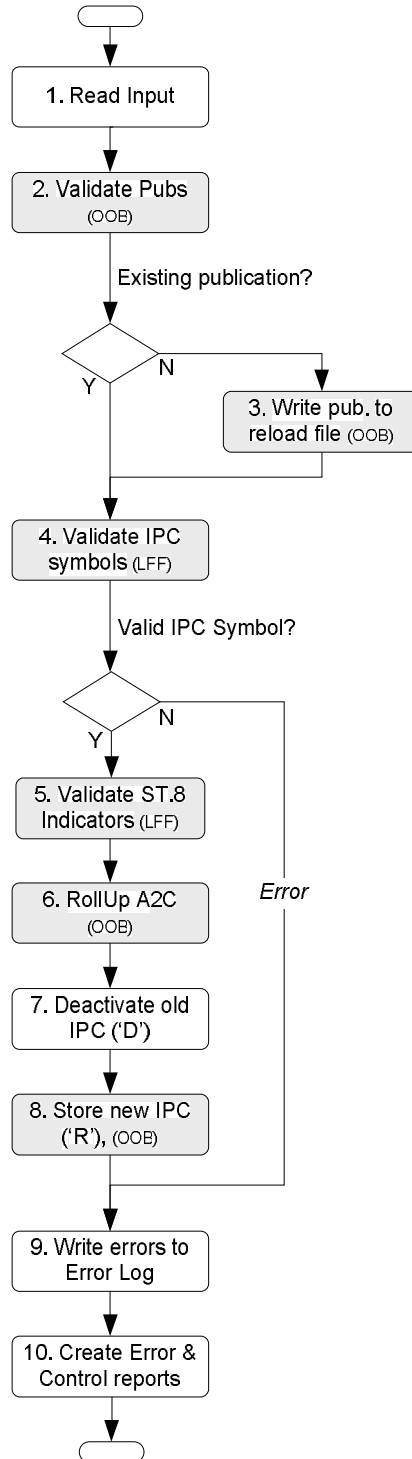 1. Read Input
2. Validate Pubs
(OOB)
Existing publication?
N
Y
3. Write pub. to
reload file (OOB)
4. Validate IPC
symbols (LFF)
Valid IPC Symbol?
N
Y
5. Validate ST.8
Indicators (LFF)
Error
6. RollUp A2C
(OOB)
7. Deactivate old
IPC (‘D’)
8. Store new IPC
(‘R’), (OOB)
9. Write errors to
Error Log
10. Create Error &
Control reports